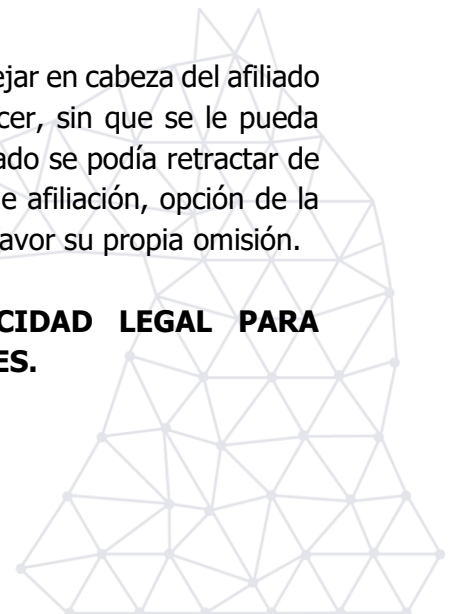 ejar en cabeza del afiliado
cer, sin que se le pueda
ado se podía retractar de
e afiliación, opción de la
avor su propia omisión.
CIDAD LEGAL PARA
ES.